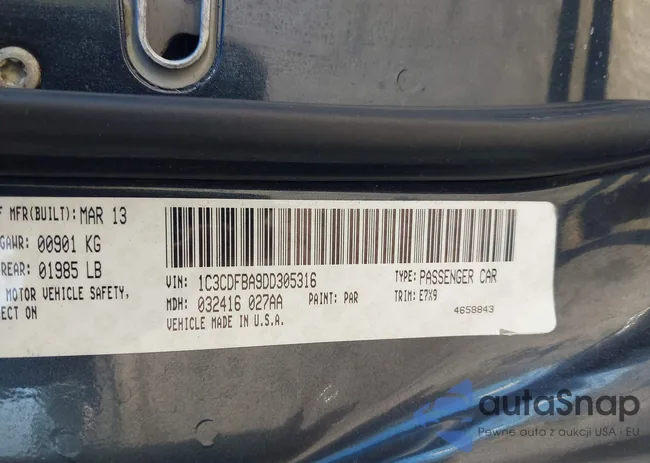 F MFR(BUILT): MAR 13
GAWR: 00901 KG
REAR: 01985 LB
MOTOR VEHICLE SAFETY,
ECT ON
VIN: 1C3CDFBA9DD305316
TYPE: PASSENGER CAR
MDH: 032416 027AA
PAINT: PAR
TRIM: E7X9
VEHICLE MADE IN U.S.A.
4658843
autoSnap
Pewne auta z aukcji USA i EU